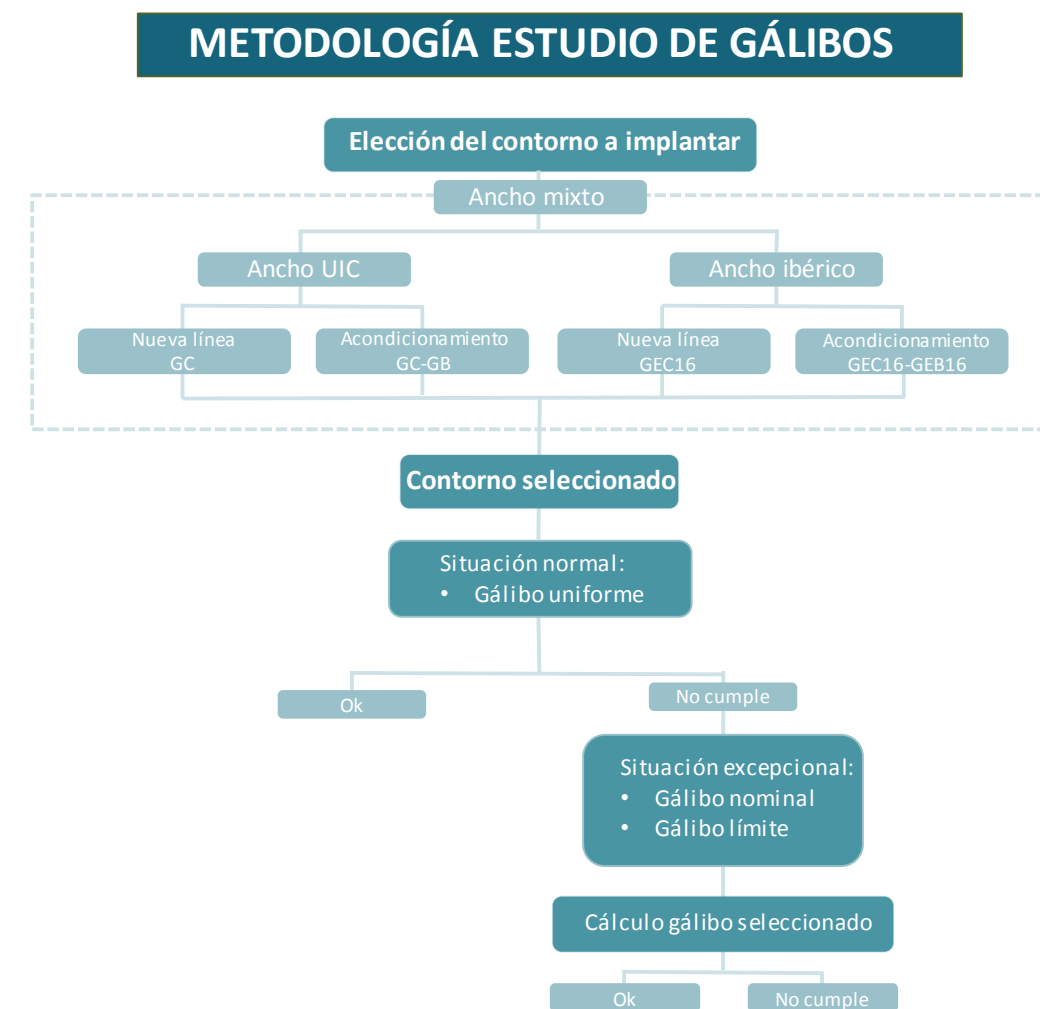 METODOLOGÍA ESTUDIO DE GÁLIBOS
Elección del contorno a implantar
Ancho mixto
Ancho UIC
Ancho ibérico
Nueva línea
GC
Acondicionamiento
GC-GB
Nueva línea
GEC16
Acondicionamiento
GEC16-GEB16
Contorno seleccionado
Situación normal:
• Gálibo uniforme
Ok
No cumple
Situación excepcional:
• Gálibo nominal
• Gálibo límite
Cálculo gálibo seleccionado
Ok
No cumple